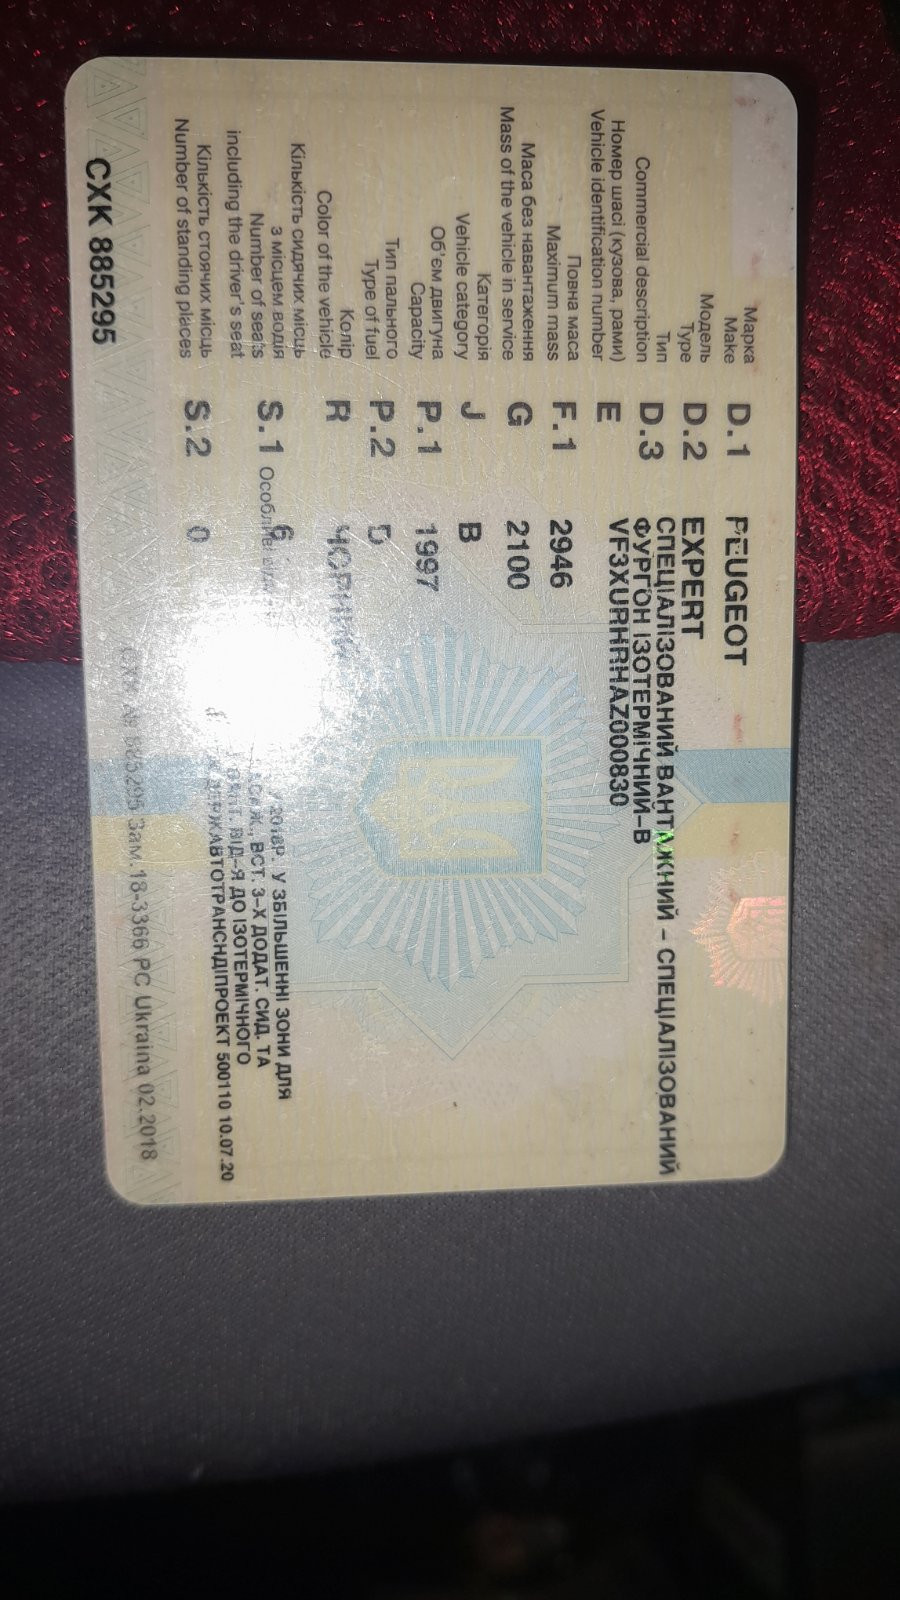 Марка
Make D.1 PEUGEOT
Модель
Type D.2 EXPERT
Тип
Commercial description D.3 СПЕЦІАЛІЗОВАНИЙ ВАНТАЖНИЙ – СПЕЦІАЛІЗОВАНИЙ
ФУРГОН ІЗОТЕРМІЧНИЙ–В
Номер шасі (кузова, рами)
Vehicle identification number E VF3XURHRHAZ000830
Повна маса
Maximum mass F.1 2946
Маса без навантаження
Mass of the vehicle in service G 2100
Категорія
Vehicle category J B
Об'єм двигуна
Capacity P.1 1997
Тип пального
Type of fuel P.2 D
Колір
Color of the vehicle R ЧОРНИЙ
Кількість сидячих місць
з місцем водія
Number of seats
including the driver's seat S.1 6
Кількість стоячих місць
Number of standing places S.2 0
2018Р. У ЗБІЛЬШЕННІ ЗОНИ ДЛЯ
ВСТ. 3–Х ДОДАТ. СИД. ТА
ВІД–Я ДО ІЗОТЕРМІЧНОГО
ДЕРЖАВТОТРАНСНДІПРОЕКТ 500110 10.07.20
СХК 885295
885295 Зам. 18-3366 PC Ukraina 02.2018